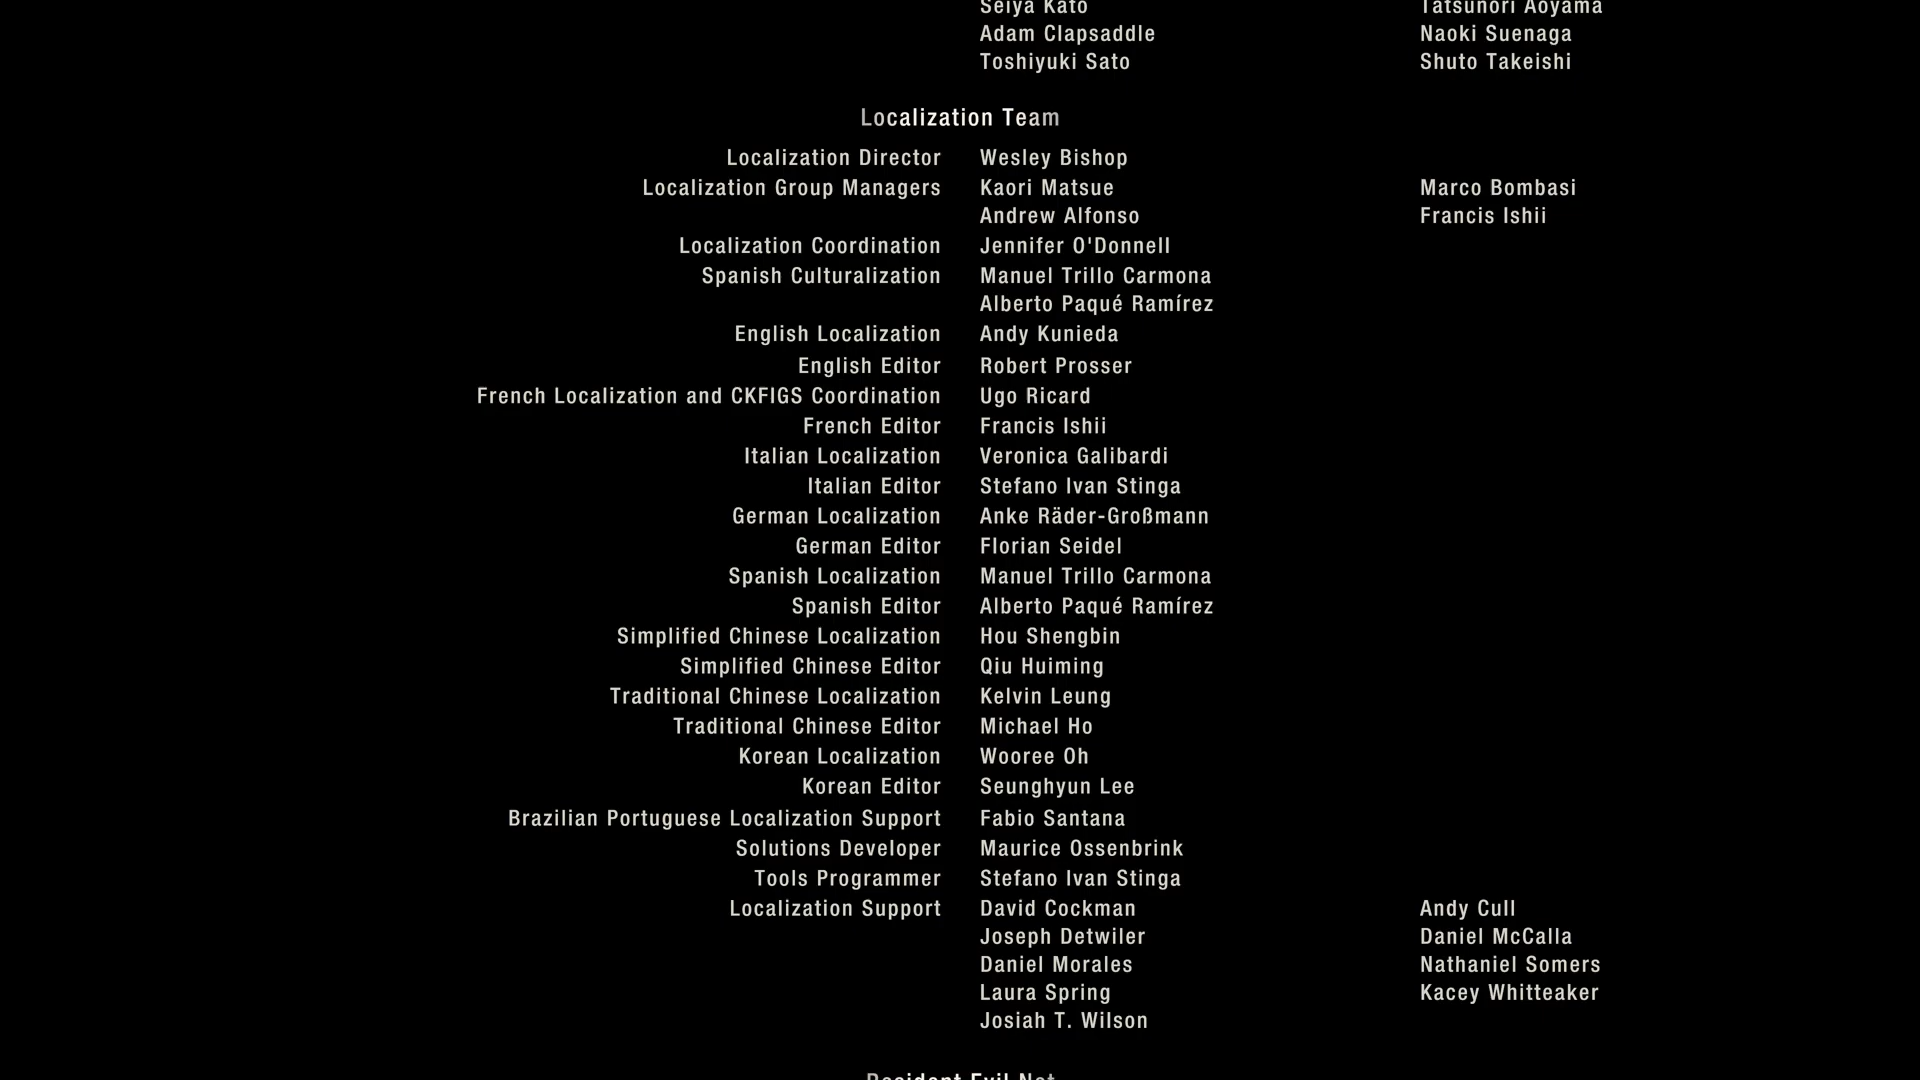 Seiya Kato Tatsunori Aoyama
Adam Clapsaddle Naoki Suenaga
Toshiyuki Sato Shuto Takeishi
Localization Team
Localization Director Wesley Bishop
Localization Group Managers Kaori Matsue Marco Bombasi
Andrew Alfonso Francis Ishii
Localization Coordination Jennifer O'Donnell
Spanish Culturalization Manuel Trillo Carmona
Alberto Paqué Ramírez
English Localization Andy Kunieda
English Editor Robert Prosser
French Localization and CKFIGS Coordination Ugo Ricard
French Editor Francis Ishii
Italian Localization Veronica Galibardi
Italian Editor Stefano Ivan Stinga
German Localization Anke Räder-Großmann
German Editor Florian Seidel
Spanish Localization Manuel Trillo Carmona
Spanish Editor Alberto Paqué Ramírez
Simplified Chinese Localization Hou Shengbin
Simplified Chinese Editor Qiu Huiming
Traditional Chinese Localization Kelvin Leung
Traditional Chinese Editor Michael Ho
Korean Localization Wooree Oh
Korean Editor Seunghyun Lee
Brazilian Portuguese Localization Support Fabio Santana
Solutions Developer Maurice Ossenbrink
Tools Programmer Stefano Ivan Stinga
Localization Support David Cockman Andy Cull
Joseph Detwiler Daniel McCalla
Daniel Morales Nathaniel Somers
Laura Spring Kacey Whitteaker
Josiah T. Wilson
Resident Evil Net